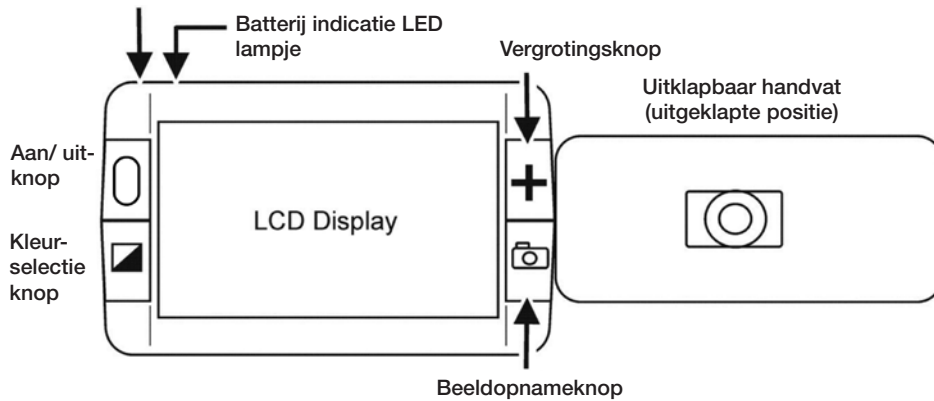 Batterij indicatie LED
lampje
Vergrotingsknop
Uitklapbaar handvat
(uitgeklapte positie)
Aan/ uit-
knop
LCD Display
Kleur-
selectie
knop
Beeldopnameknop